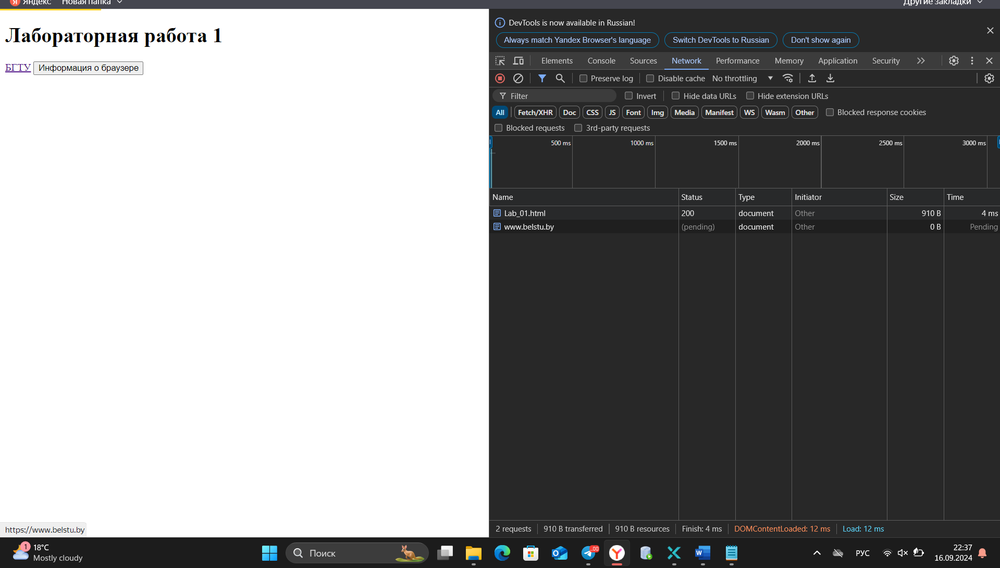 Яндекс Новая папка Другие закладки
Лабораторная работа 1
БГТУ Информация о браузере
https://www.belstu.by
DevTools is now available in Russian!
Always match Yandex Browser's language Switch DevTools to Russian Don't show again
Elements Console Sources Network Performance Memory Application Security
Preserve log Disable cache No throttling
Filter Invert Hide data URLs Hide extension URLs
All Fetch/XHR Doc CSS JS Font Img Media Manifest WS Wasm Other Blocked response cookies
Blocked requests 3rd-party requests
500 ms 1000 ms 1500 ms 2000 ms 2500 ms 3000 ms
Name Status Type Initiator Size Time
Lab_01.html 200 document Other 910 B 4 ms
www.belstu.by (pending) document Other 0 B Pending
2 requests 910 B transferred 910 B resources Finish: 4 ms DOMContentLoaded: 12 ms Load: 12 ms
1 18°C
Mostly cloudy
Поиск
.00
РУС
22:37
16.09.2024